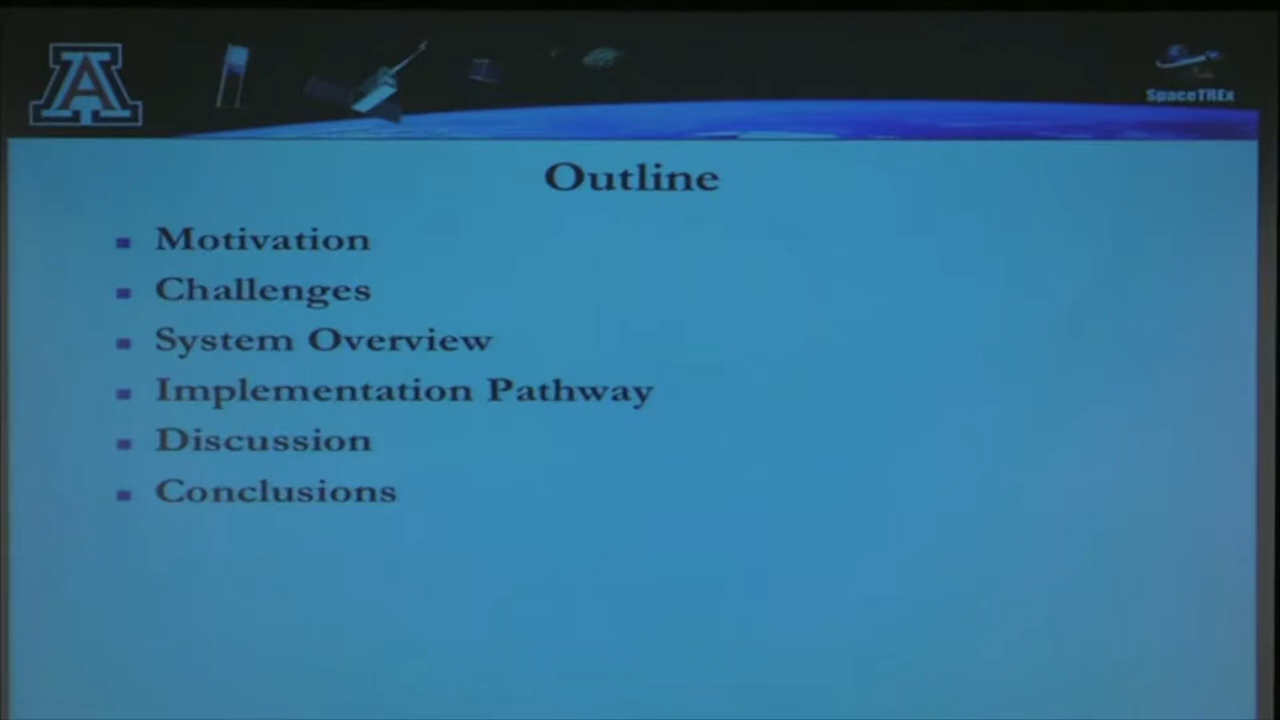 A
SpaceTREx
Outline
Motivation
Challenges
System Overview
Implementation Pathway
Discussion
Conclusions